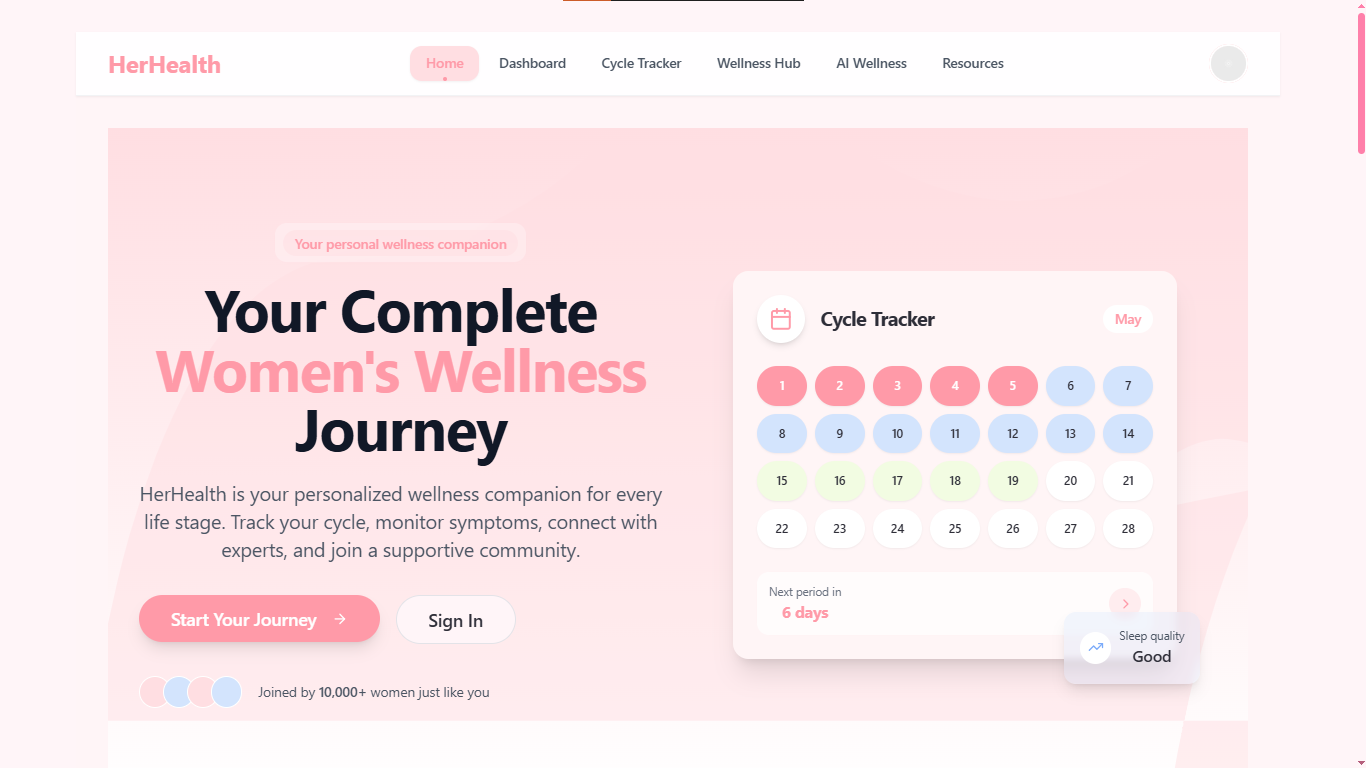 HerHealth
Home
Dashboard
Cycle Tracker
Wellness Hub
AI Wellness
Resources
Your personal wellness companion
Your Complete
Women's Wellness
Journey
HerHealth is your personalized wellness companion for every
life stage. Track your cycle, monitor symptoms, connect with
experts, and join a supportive community.
Start Your Journey
Sign In
Joined by 10,000+ women just like you
Cycle Tracker
May
1 2 3 4 5 6 7
8 9 10 11 12 13 14
15 16 17 18 19 20 21
22 23 24 25 26 27 28
Next period in
6 days
Sleep quality
Good